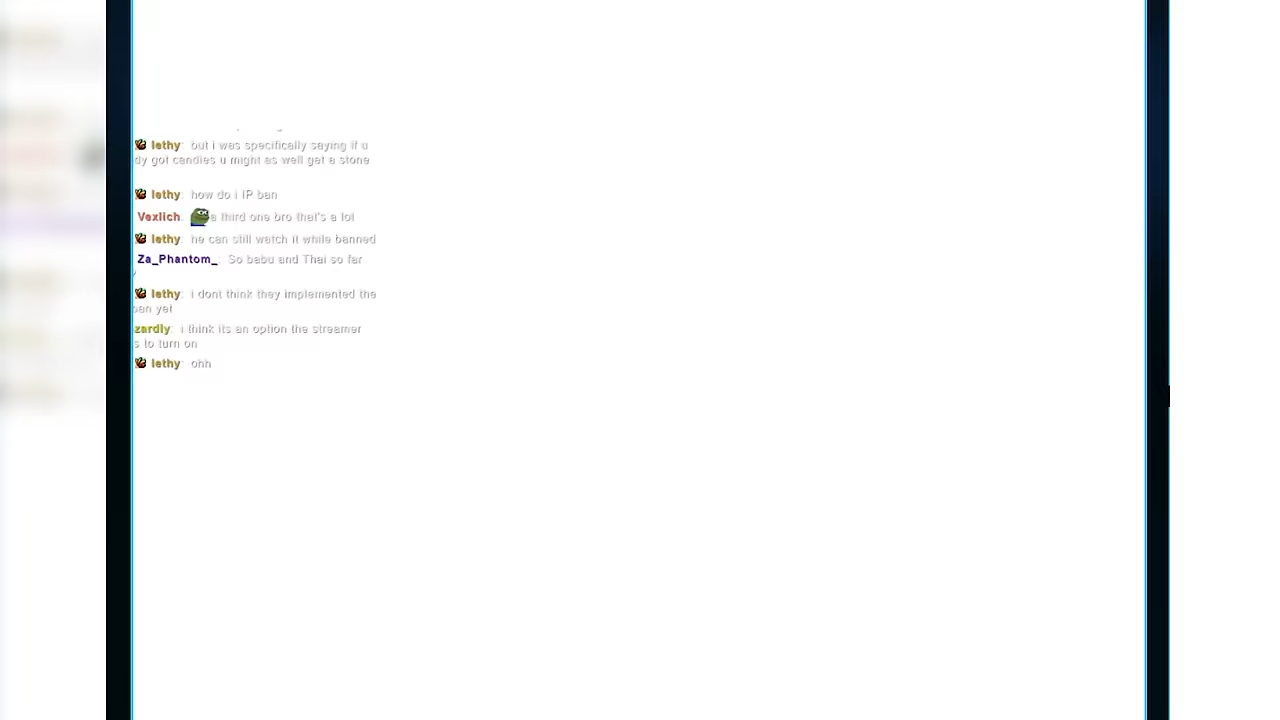 lethy: but i was specifically saying if u
dy got candies u might as well get a stone
lethy: how do i IP ban
Vexlich: a third one bro that's a lot
lethy: he can still watch it while banned
Za_Phantom_: So babu and Thai so far
lethy: i dont think they implemented the
ban yet
zardly: i think its an option the streamer
s to turn on
lethy: ohh